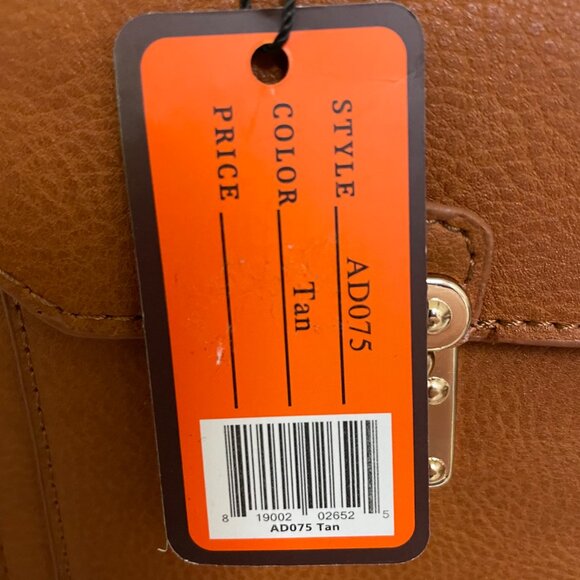 STYLE AD075
COLOR Tan
PRICE
8 19002 02652 5
AD075 Tan